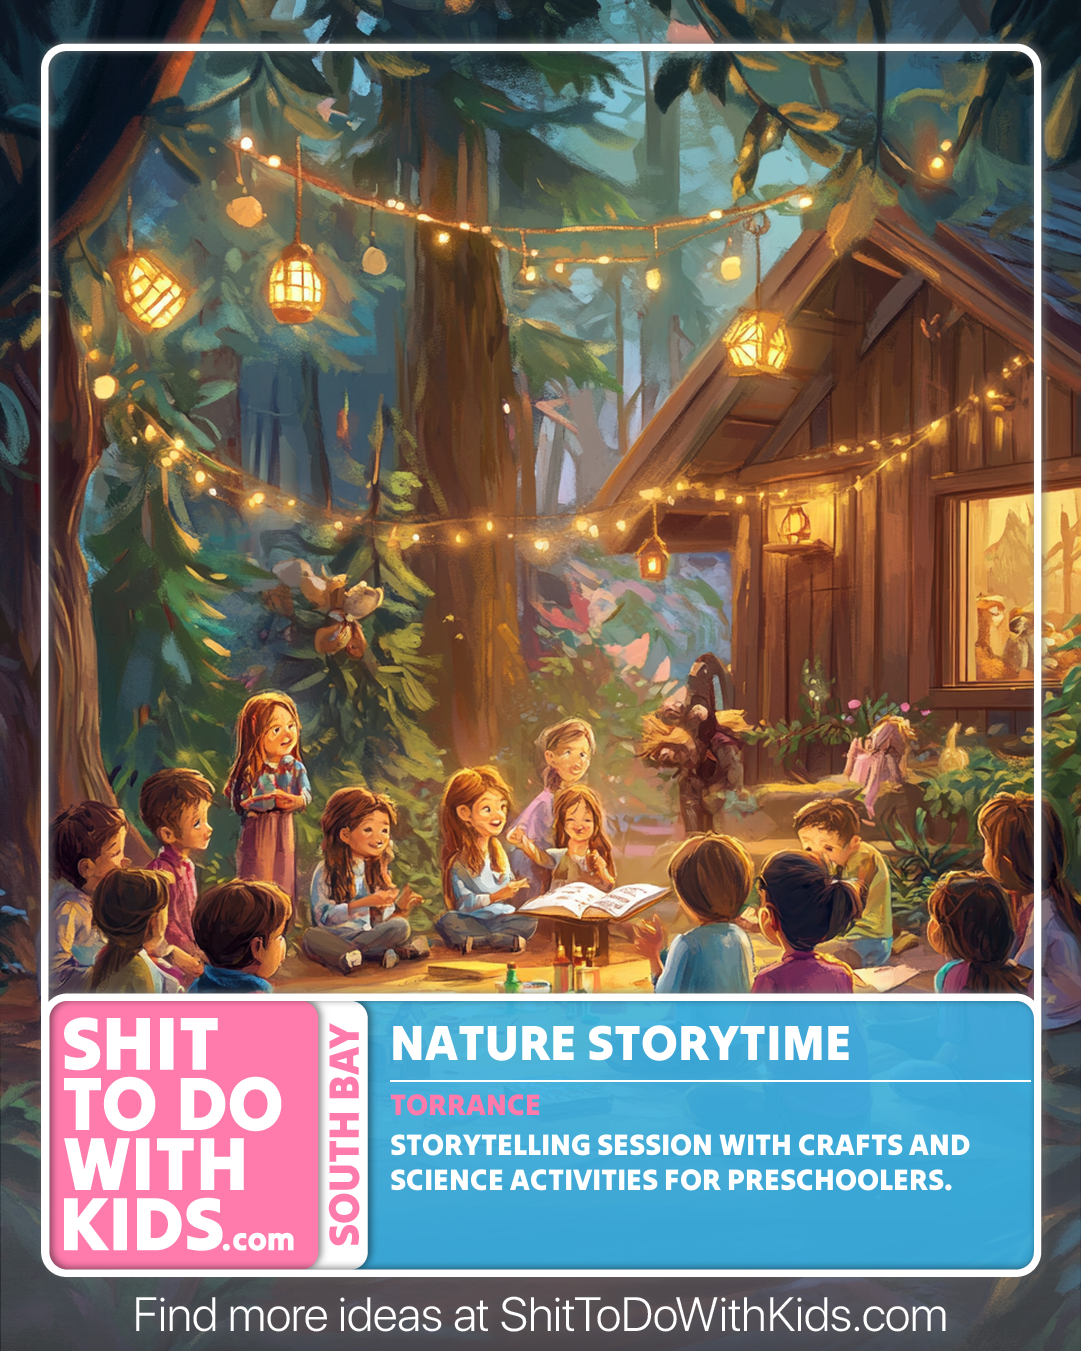 SHIT
TO DO
WITH
KIDS.com
SOUTH BAY
NATURE STORYTIME
TORRANCE
STORYTELLING SESSION WITH CRAFTS AND
SCIENCE ACTIVITIES FOR PRESCHOOLERS.
Find more ideas at ShitToDoWithKids.com